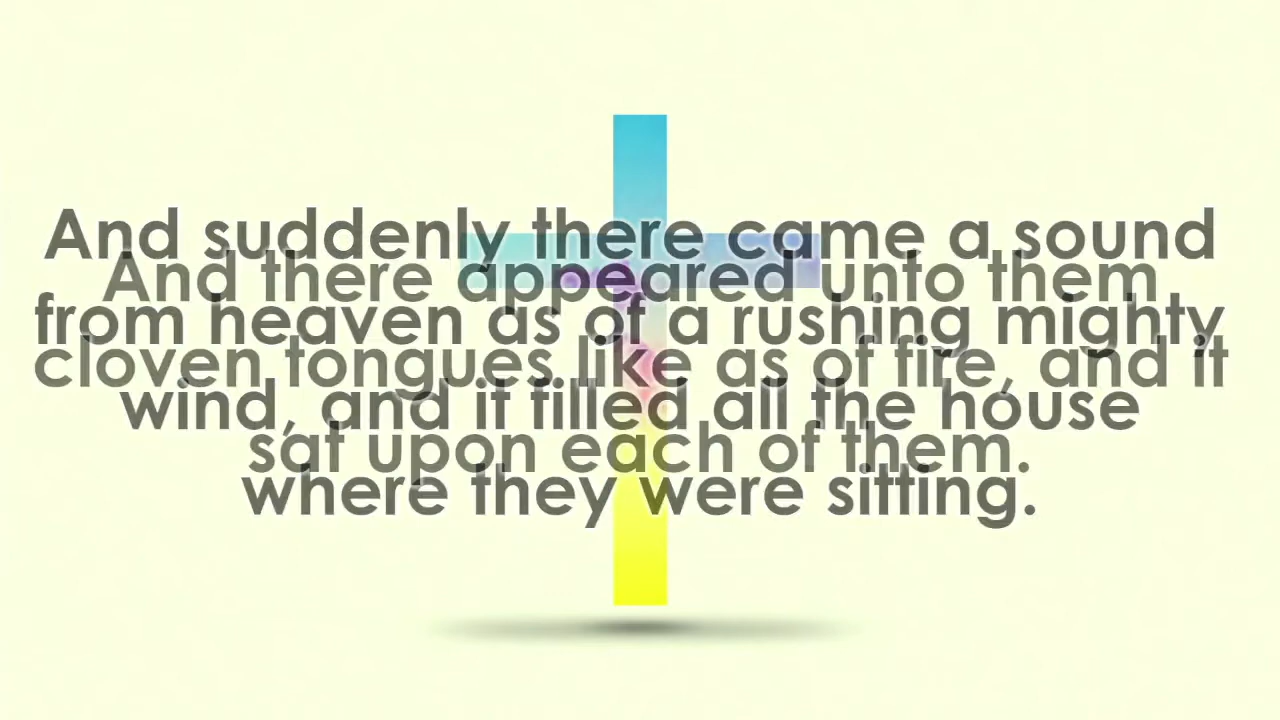 And suddenly there came a sound
from heaven as of a rushing mighty
wind, and it filled all the house
where they were sitting.
And there appeared unto them
cloven tongues like as of fire, and it
sat upon each of them.